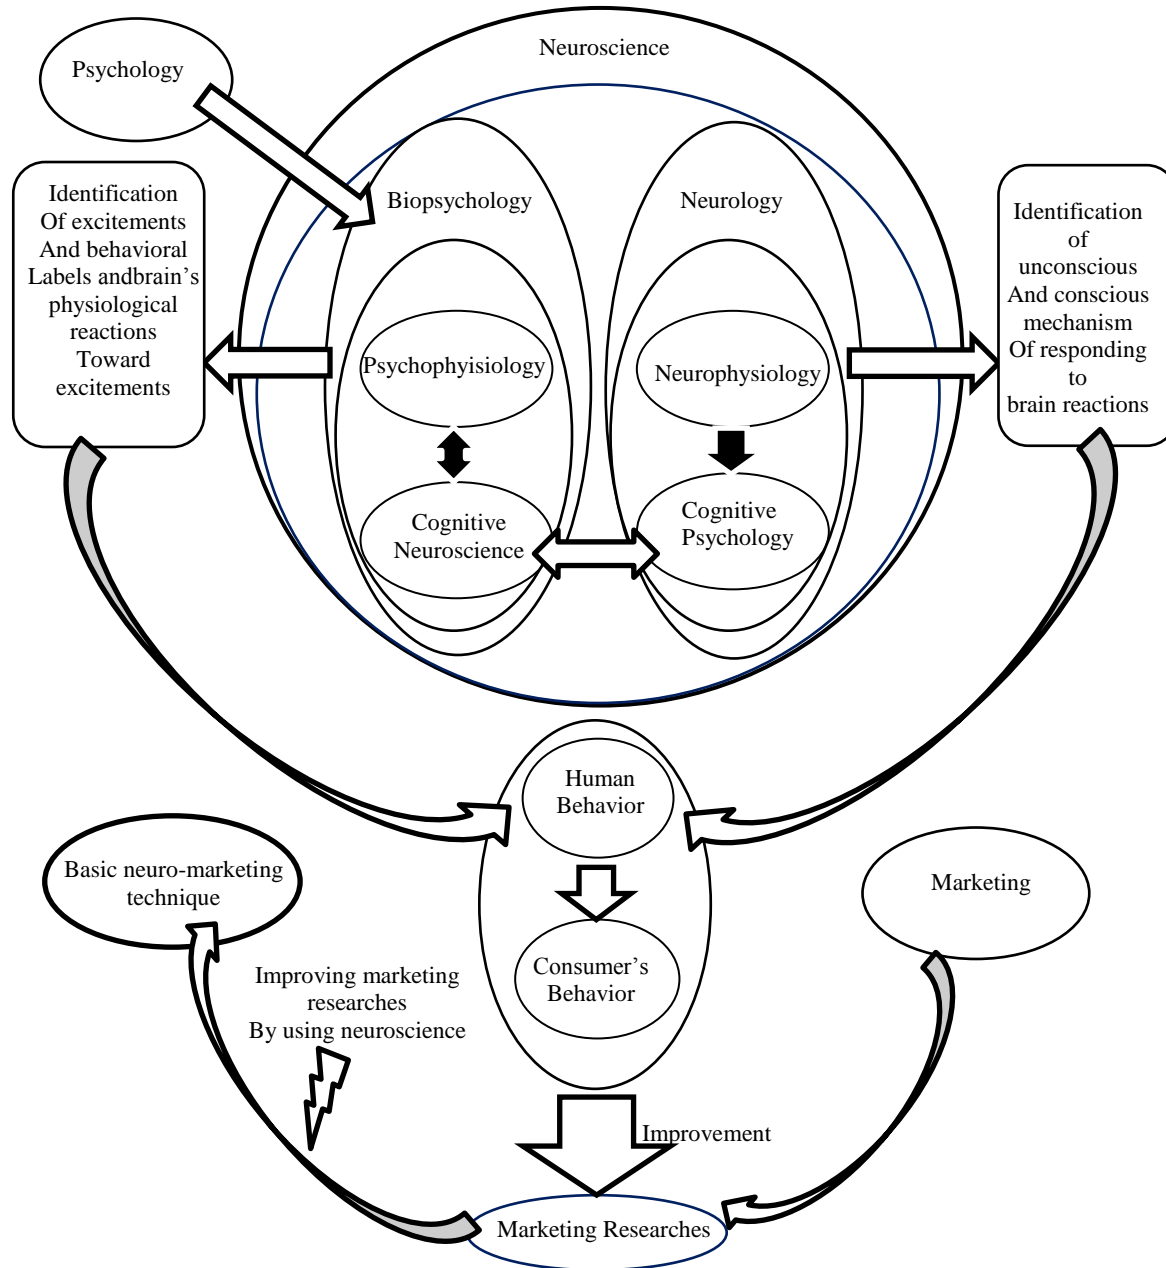 Neuroscience
Psychology
Identification
Of excitements
And behavioral
Labels andbrain’s
physiological
reactions
Toward
excitements
Biopsychology
Neurology
Identification
of
unconscious
And conscious
mechanism
Of responding
to
brain reactions
Psychophyisiology
Neurophysiology
Cognitive
Neuroscience
Cognitive
Psychology
Human
Behavior
Basic neuro-marketing
technique
Marketing
Consumer’s
Behavior
Improving marketing
researches
By using neuroscience
Improvement
Marketing Researches